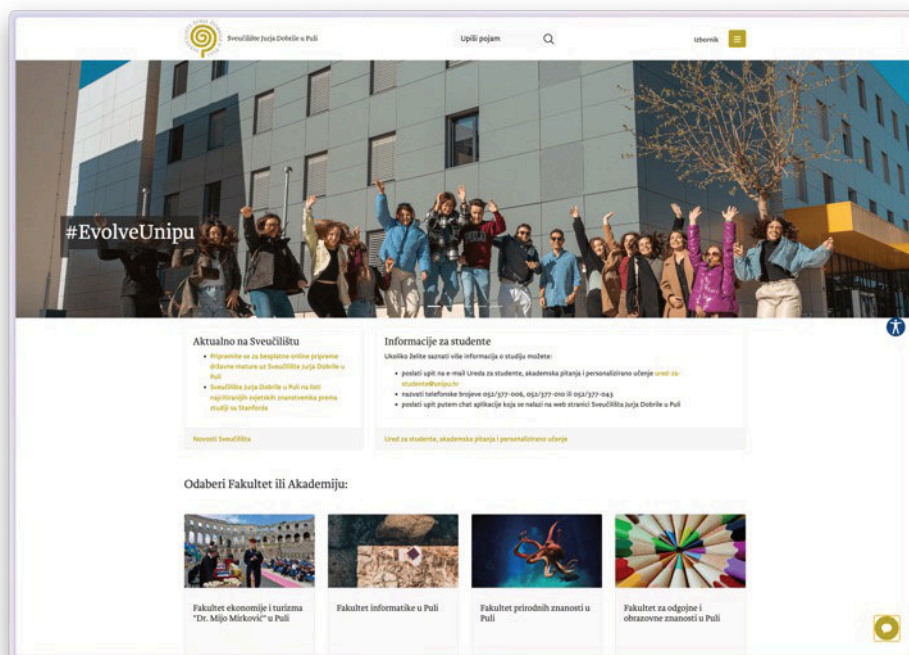 Sveučilište Jurja Dobrile u Puli
Upiši pojam
Izbornik
#EvolveUnipu
Aktualno na Sveučilištu
Pripremite se za besplatne online pripreme
državne mature uz Sveučilište Jurja Dobrile u
Puli
Sveučilište Jurja Dobrile u Puli na listi
najcitiranijih svjetskih znanstvenika prema
studiji sa Stanforda
Novosti Sveučilišta
Informacije za studente
Ukoliko želite saznati više informacija o studiju možete:
poslati upit na e-mail Ureda za studente, akademska pitanja i personalizirano učenje ured-za-
studente@unipu.hr
nazvati telefonske brojeve 052/377-006, 052/377-010 ili 052/377-043
poslati upit putem chat aplikacije koja se nalazi na web stranici Sveučilišta Jurja Dobrile u Puli
Ured za studente, akademska pitanja i personalizirano učenje
Odaberi Fakultet ili Akademiju:
Fakultet ekonomije i turizma
"Dr. Mijo Mirković" u Puli
Fakultet informatike u Puli
Fakultet prirodnih znanosti u
Puli
Fakultet za odgojne i
obrazovne znanosti u Puli